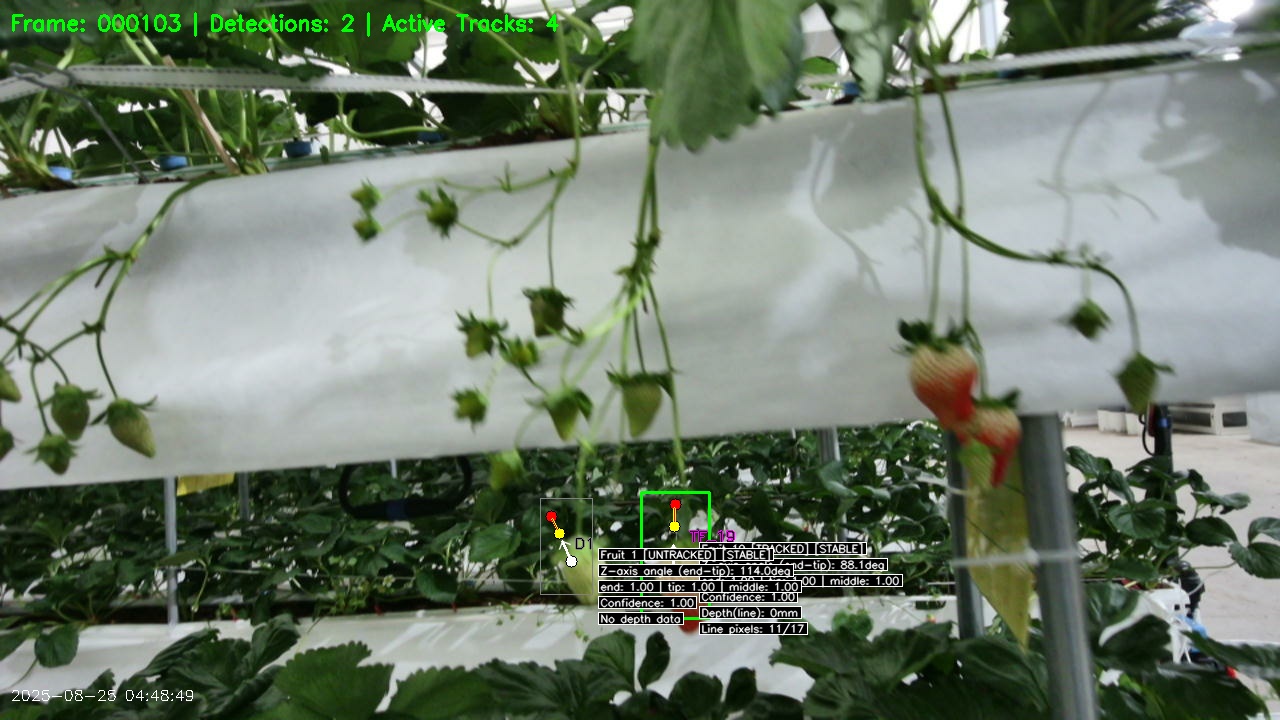 Frame: 000103 | Detections: 2 | Active Tracks: 4
D1
Fruit 1 [UNTRACKED] [STABLE]
[TRACKED] [STABLE]
Z-axis angle (end-tip): 114.0deg
88.1deg
end: 1.00 | tip: 1.00 | middle: 1.00
| middle: 1.00
Confidence: 1.00
Confidence: 1.00
No depth data
Depth(line): 0mm
Line pixels: 11/17
2025-08-25 04:48:49